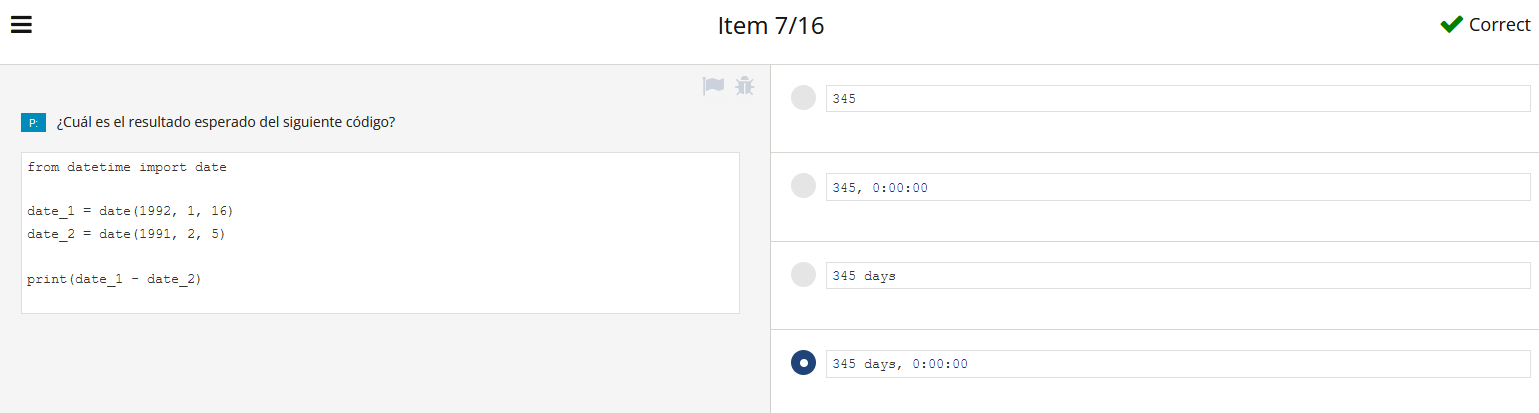 Item 7/16
Correct
P: ¿Cuál es el resultado esperado del siguiente código?
from datetime import date
date_1 = date(1992, 1, 16)
date_2 = date(1991, 2, 5)
print(date_1 - date_2)
345
345, 0:00:00
345 days
345 days, 0:00:00